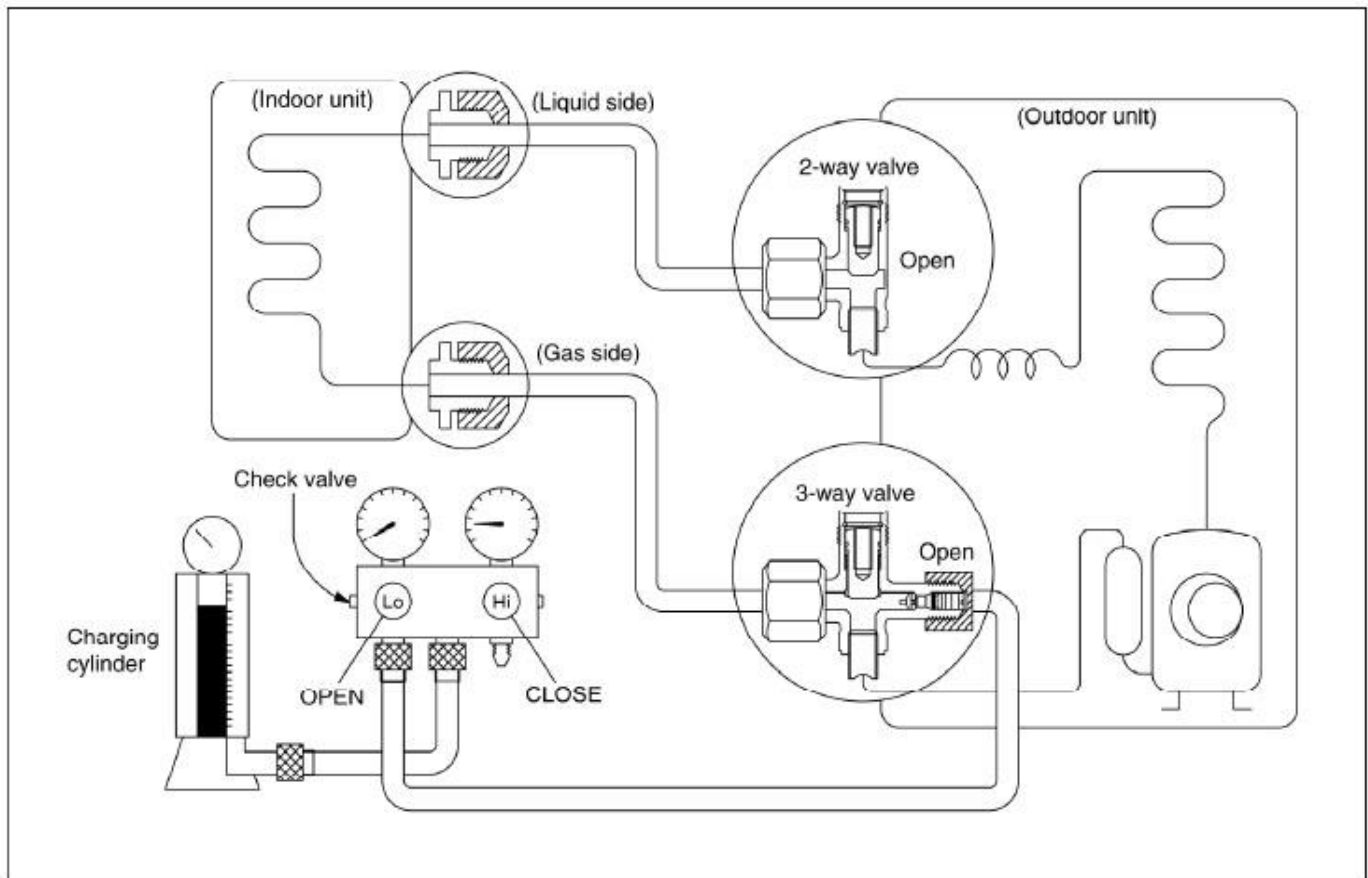 (Indoor unit)
(Liquid side)
(Outdoor unit)
2-way valve
Open
(Gas side)
3-way valve
Open
Check valve
Lo
Hi
Charging
cylinder
OPEN
CLOSE